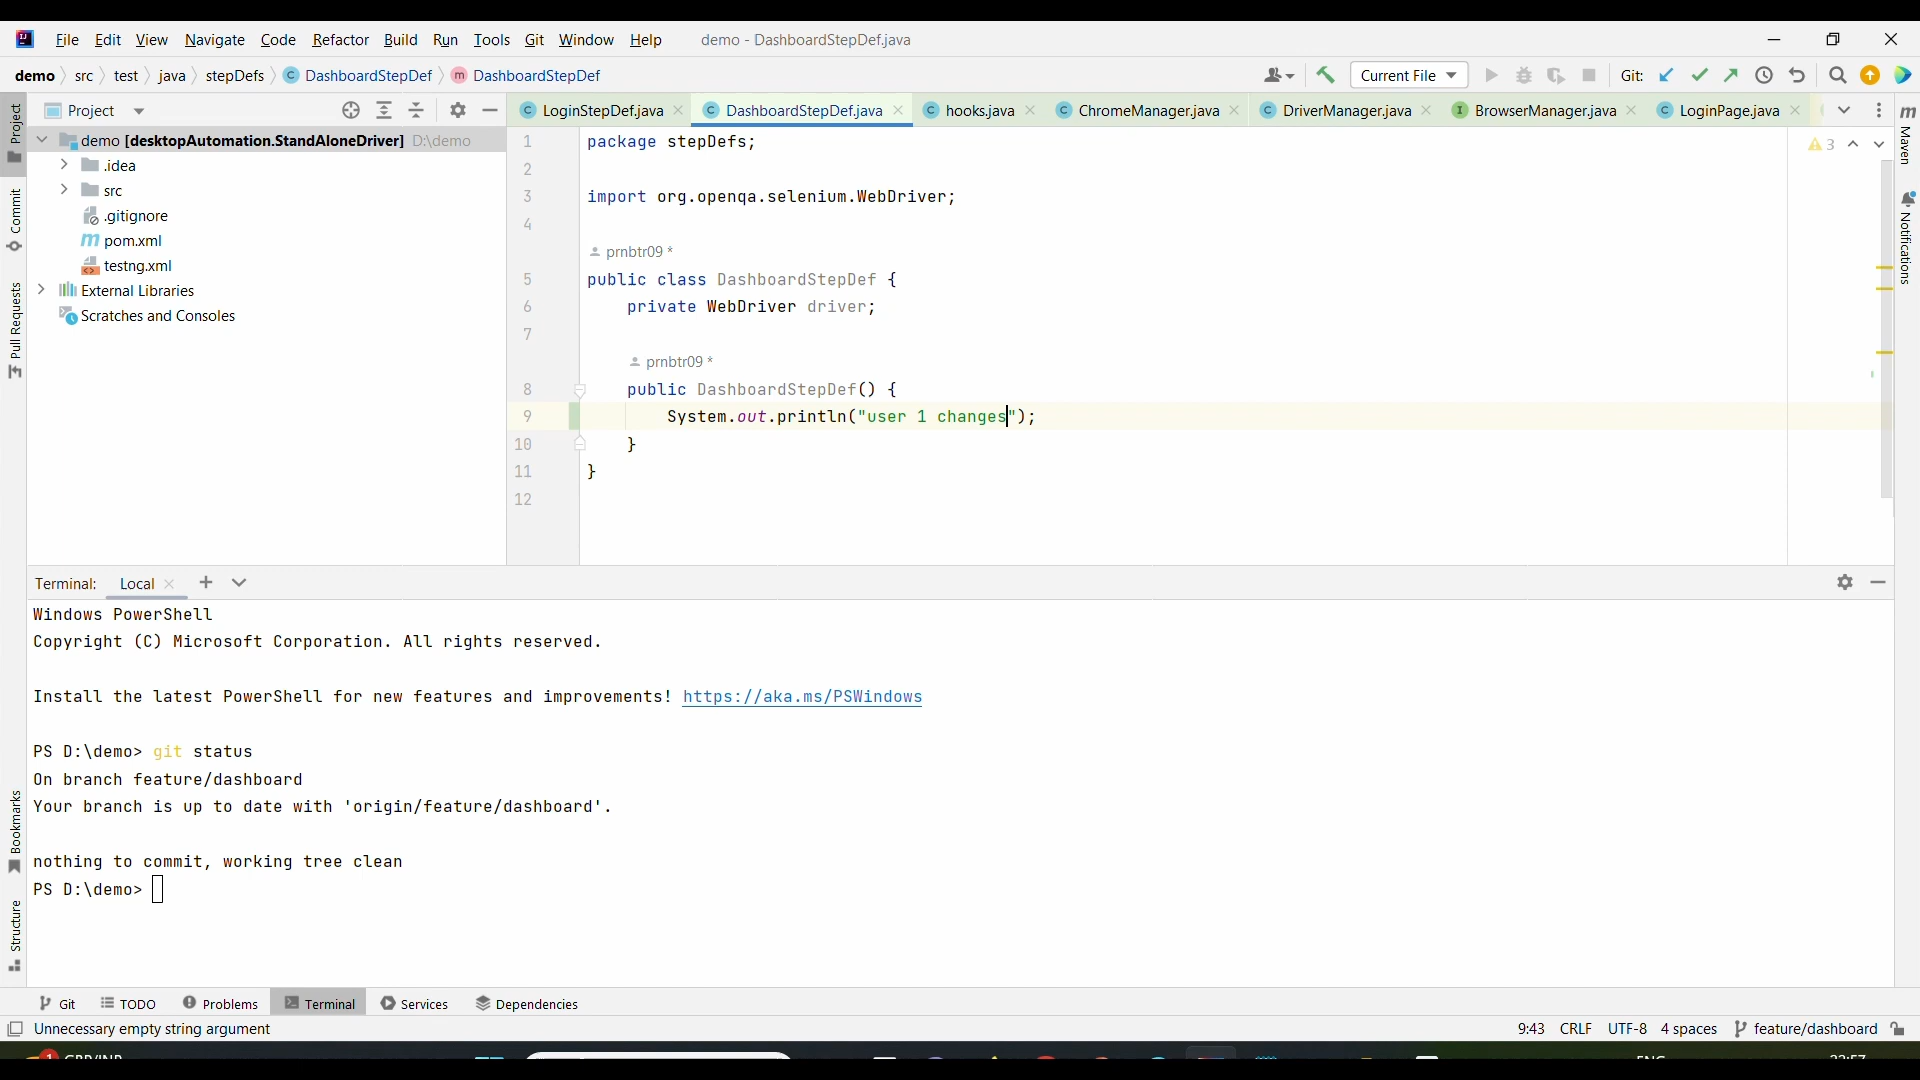 File Edit View Navigate Code Refactor Build Run Tools Git Window Help demo - DashboardStepDef.java
demo src test java stepDefs C DashboardStepDef m DashboardStepDef Current File Git:
Project LoginStepDef.java DashboardStepDef.java hooks.java ChromeManager.java DriverManager.java BrowserManager.java LoginPage.java
demo [desktopAutomation.StandAloneDriver] D:\demo
.idea
src
.gitignore
pom.xml
testng.xml
External Libraries
Scratches and Consoles
1 package stepDefs;
2
3 import org.openqa.selenium.WebDriver;
4
prnbtr09 *
5 public class DashboardStepDef {
6 private WebDriver driver;
7
prnbtr09 *
8 public DashboardStepDef() {
9 System.out.println("user 1 changes");
10 }
11 }
12
3
Project
Commit
Pull Requests
Bookmarks
Structure
Maven
Notifications
Terminal: Local
Windows PowerShell
Copyright (C) Microsoft Corporation. All rights reserved.
Install the latest PowerShell for new features and improvements! https://aka.ms/PSWindows
PS D:\demo> git status
On branch feature/dashboard
Your branch is up to date with 'origin/feature/dashboard'.
nothing to commit, working tree clean
PS D:\demo>
Git TODO Problems Terminal Services Dependencies
Unnecessary empty string argument 9:43 CRLF UTF-8 4 spaces feature/dashboard